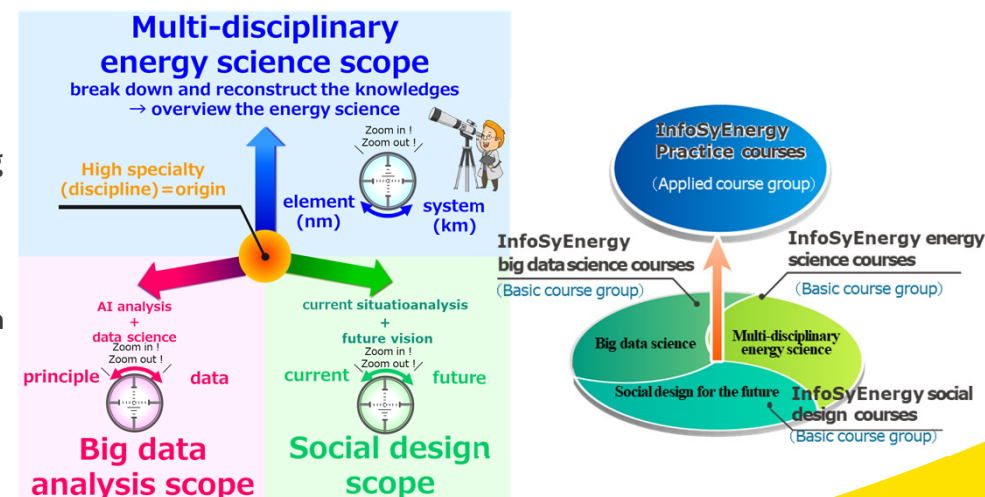 Multi-disciplinary
energy science scope
break down and reconstruct the knowledges
→ overview the energy science
Zoom in !
Zoom out !
High specialty
(discipline)=origin
element
(nm)
system
(km)
AI analysis
+
data science
Zoom in !
Zoom out !
principle
data
Big data
analysis scope
current situatioanalysis
+
future vision
Zoom in !
Zoom out !
current
future
Social design
scope
InfoSyEnergy
Practice courses
(Applied course group)
InfoSyEnergy
big data science courses
(Basic course group)
InfoSyEnergy energy
science courses
(Basic course group)
Big data science
Multi-disciplinary
energy science
Social design for the future
InfoSyEnergy social
design courses
(Basic course group)